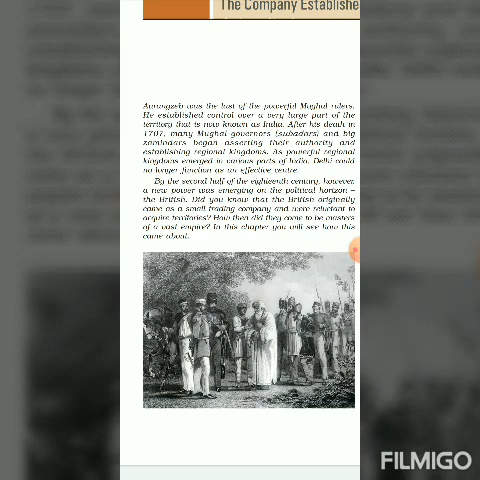 The Company Establishe
Aurangzeb was the last of the powerful Mughal rulers.
He established control over a very large part of the
territory that is now known as India. After his death in
1707, many Mughal governors (subadars) and big
zamindars began asserting their authority and
establishing regional kingdoms. As powerful regional
kingdoms emerged in various parts of India, Delhi could
no longer function as an effective centre.
By the second half of the eighteenth century, however,
a new power was emerging on the political horizon –
the British. Did you know that the British originally
came as a small trading company and were reluctant to
acquire territories? How then did they come to be masters
of a vast empire? In this chapter you will see how this
came about.
FILMIGO